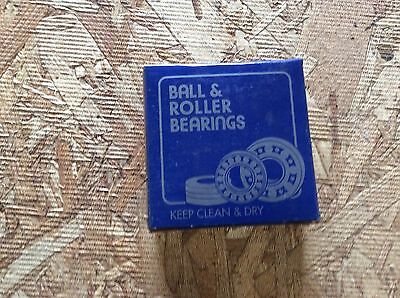 BALL &
ROLLER
BEARINGS
KEEP CLEAN & DRY